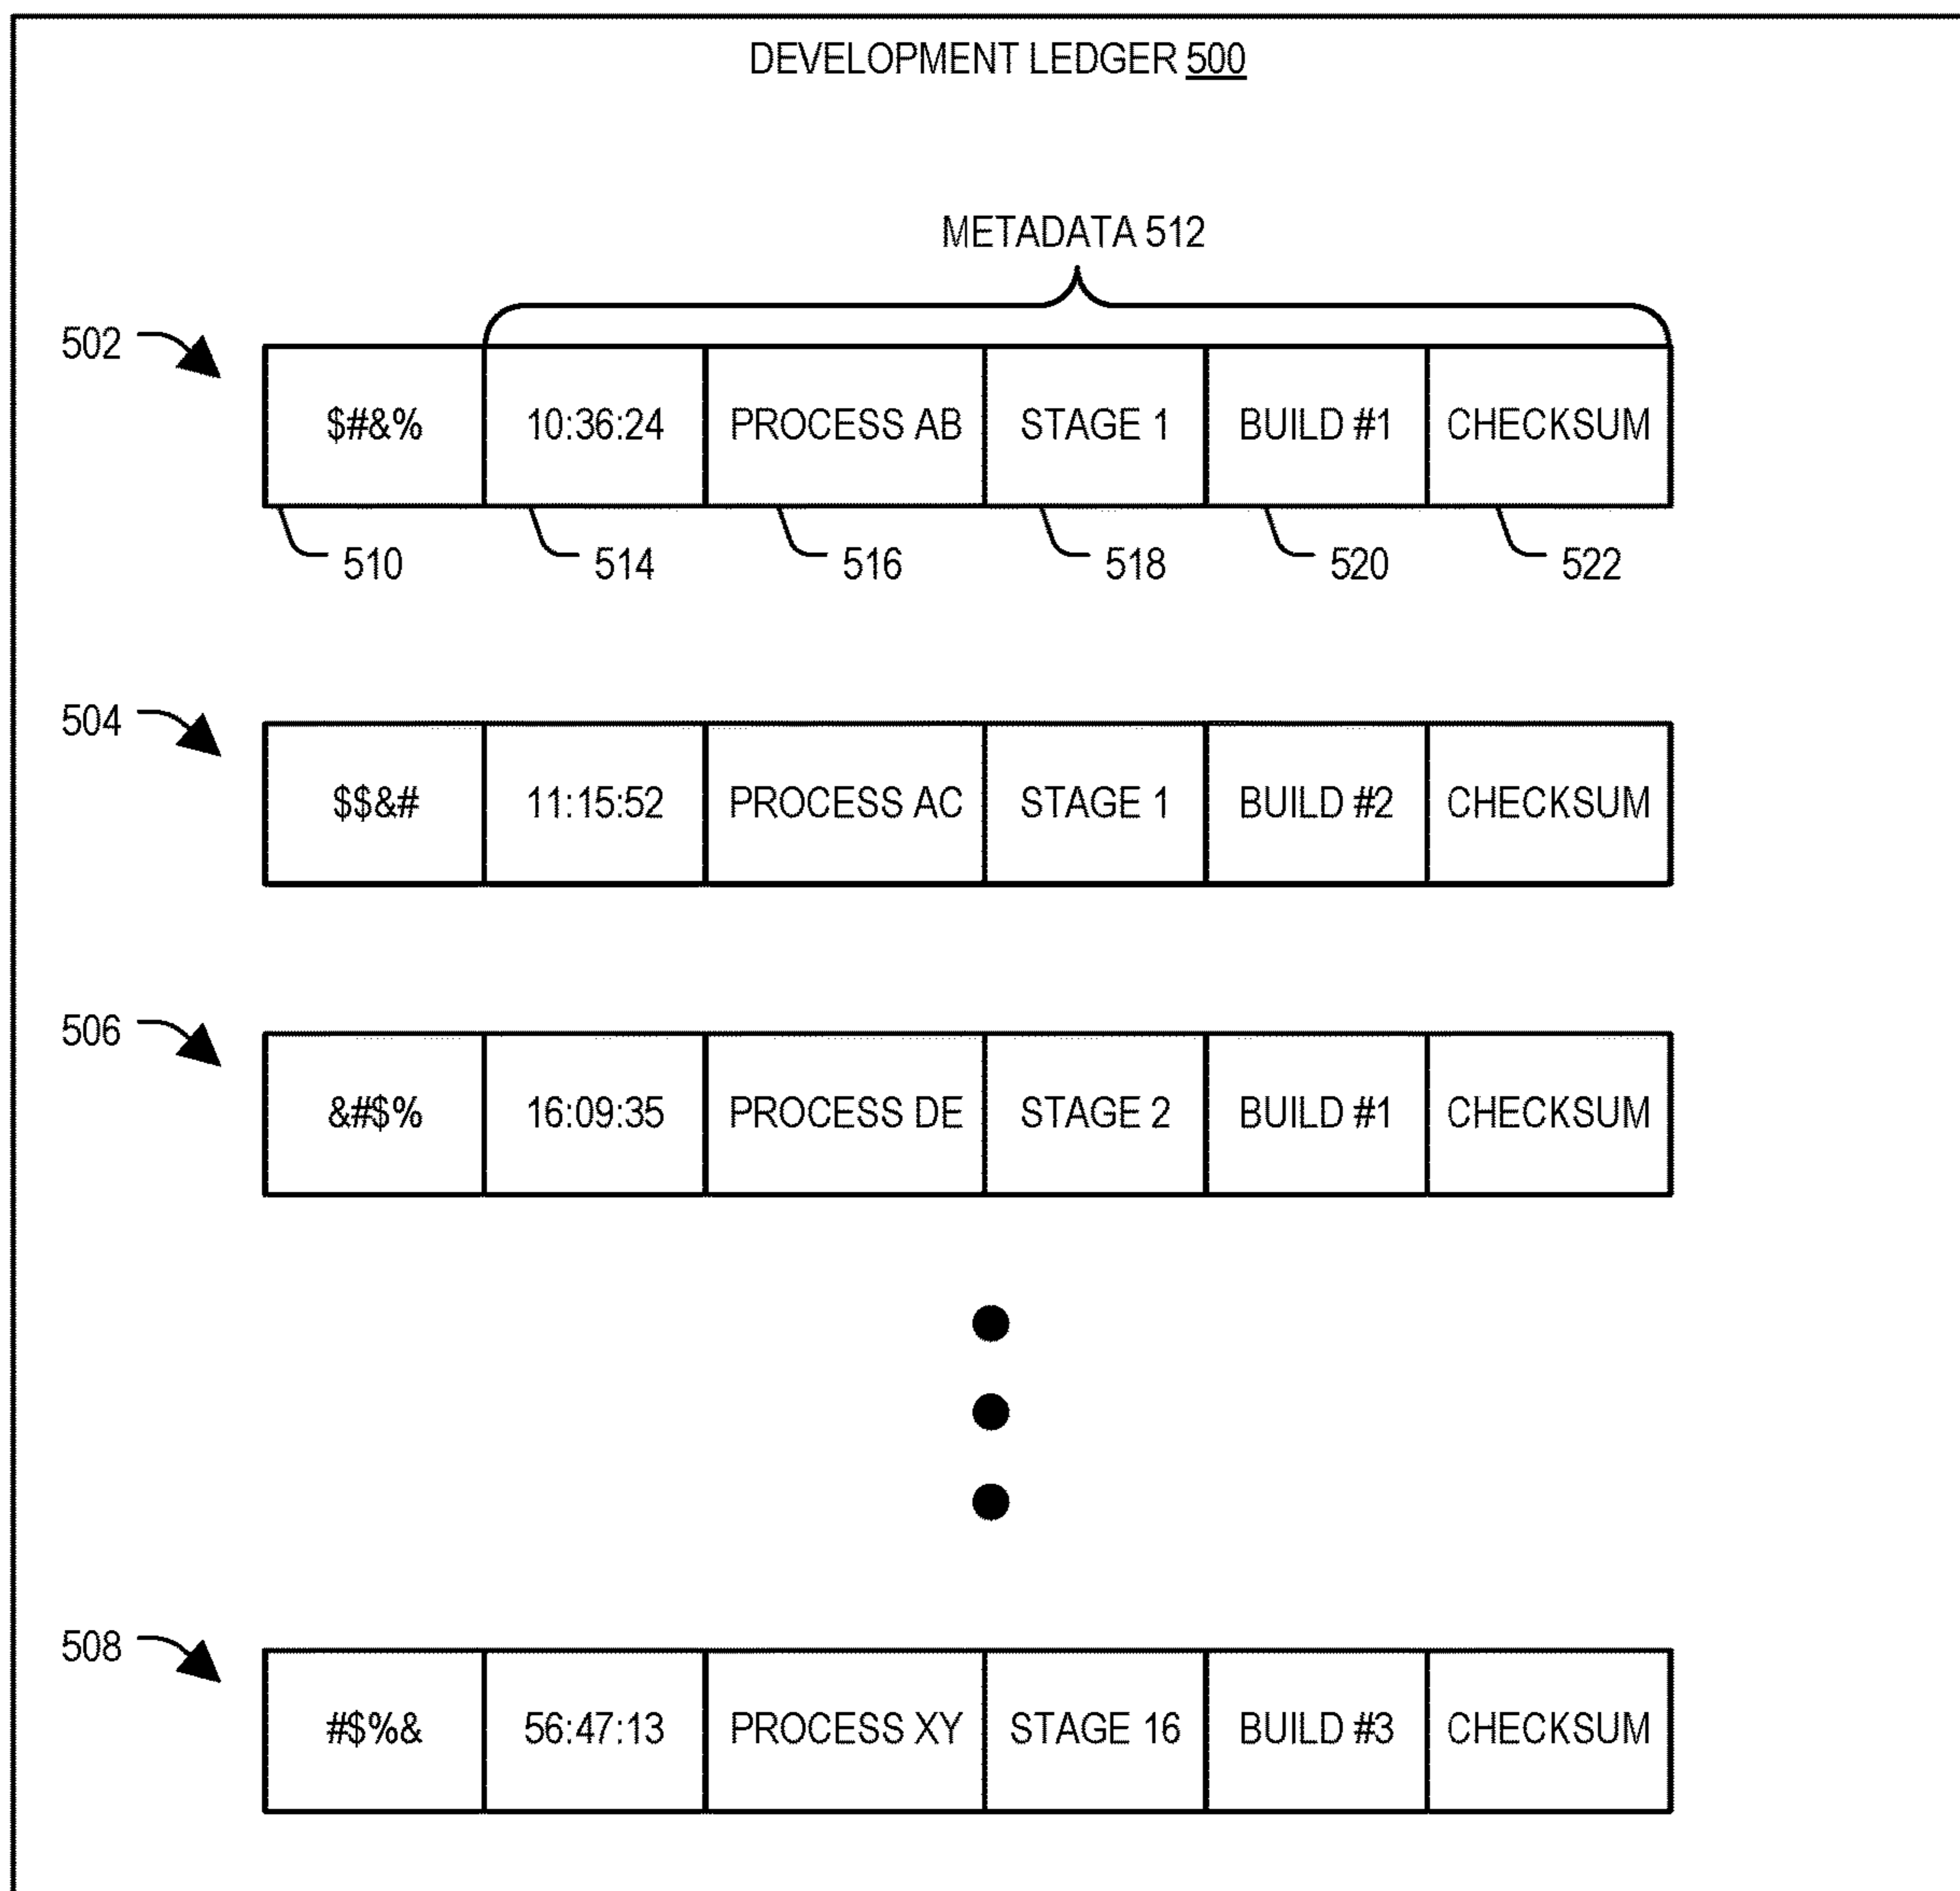 DEVELOPMENT LEDGER 500
METADATA 512
502
$#&% 10:36:24 PROCESS AB STAGE 1 BUILD #1 CHECKSUM
510 514 516 518 520 522
504
$$&# 11:15:52 PROCESS AC STAGE 1 BUILD #2 CHECKSUM
506
&#$% 16:09:35 PROCESS DE STAGE 2 BUILD #1 CHECKSUM
508
#$%& 56:47:13 PROCESS XY STAGE 16 BUILD #3 CHECKSUM